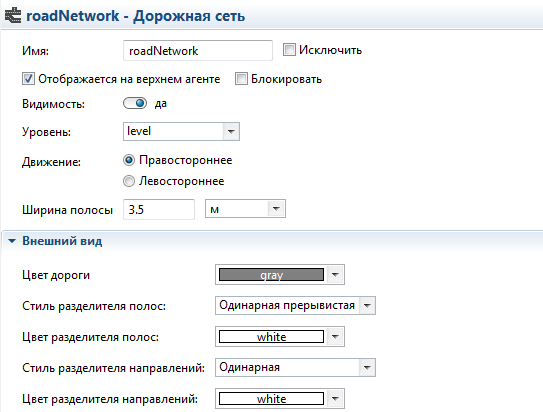 roadNetwork - Дорожная сеть
Имя: roadNetwork Исключить
Отображается на верхнем агенте Блокировать
Видимость: да
Уровень: level
Движение: Правостороннее
Левостороннее
Ширина полосы 3.5 м
Внешний вид
Цвет дороги gray
Стиль разделителя полос: Одинарная прерывистая
Цвет разделителя полос: white
Стиль разделителя направлений: Одинарная
Цвет разделителя направлений: white